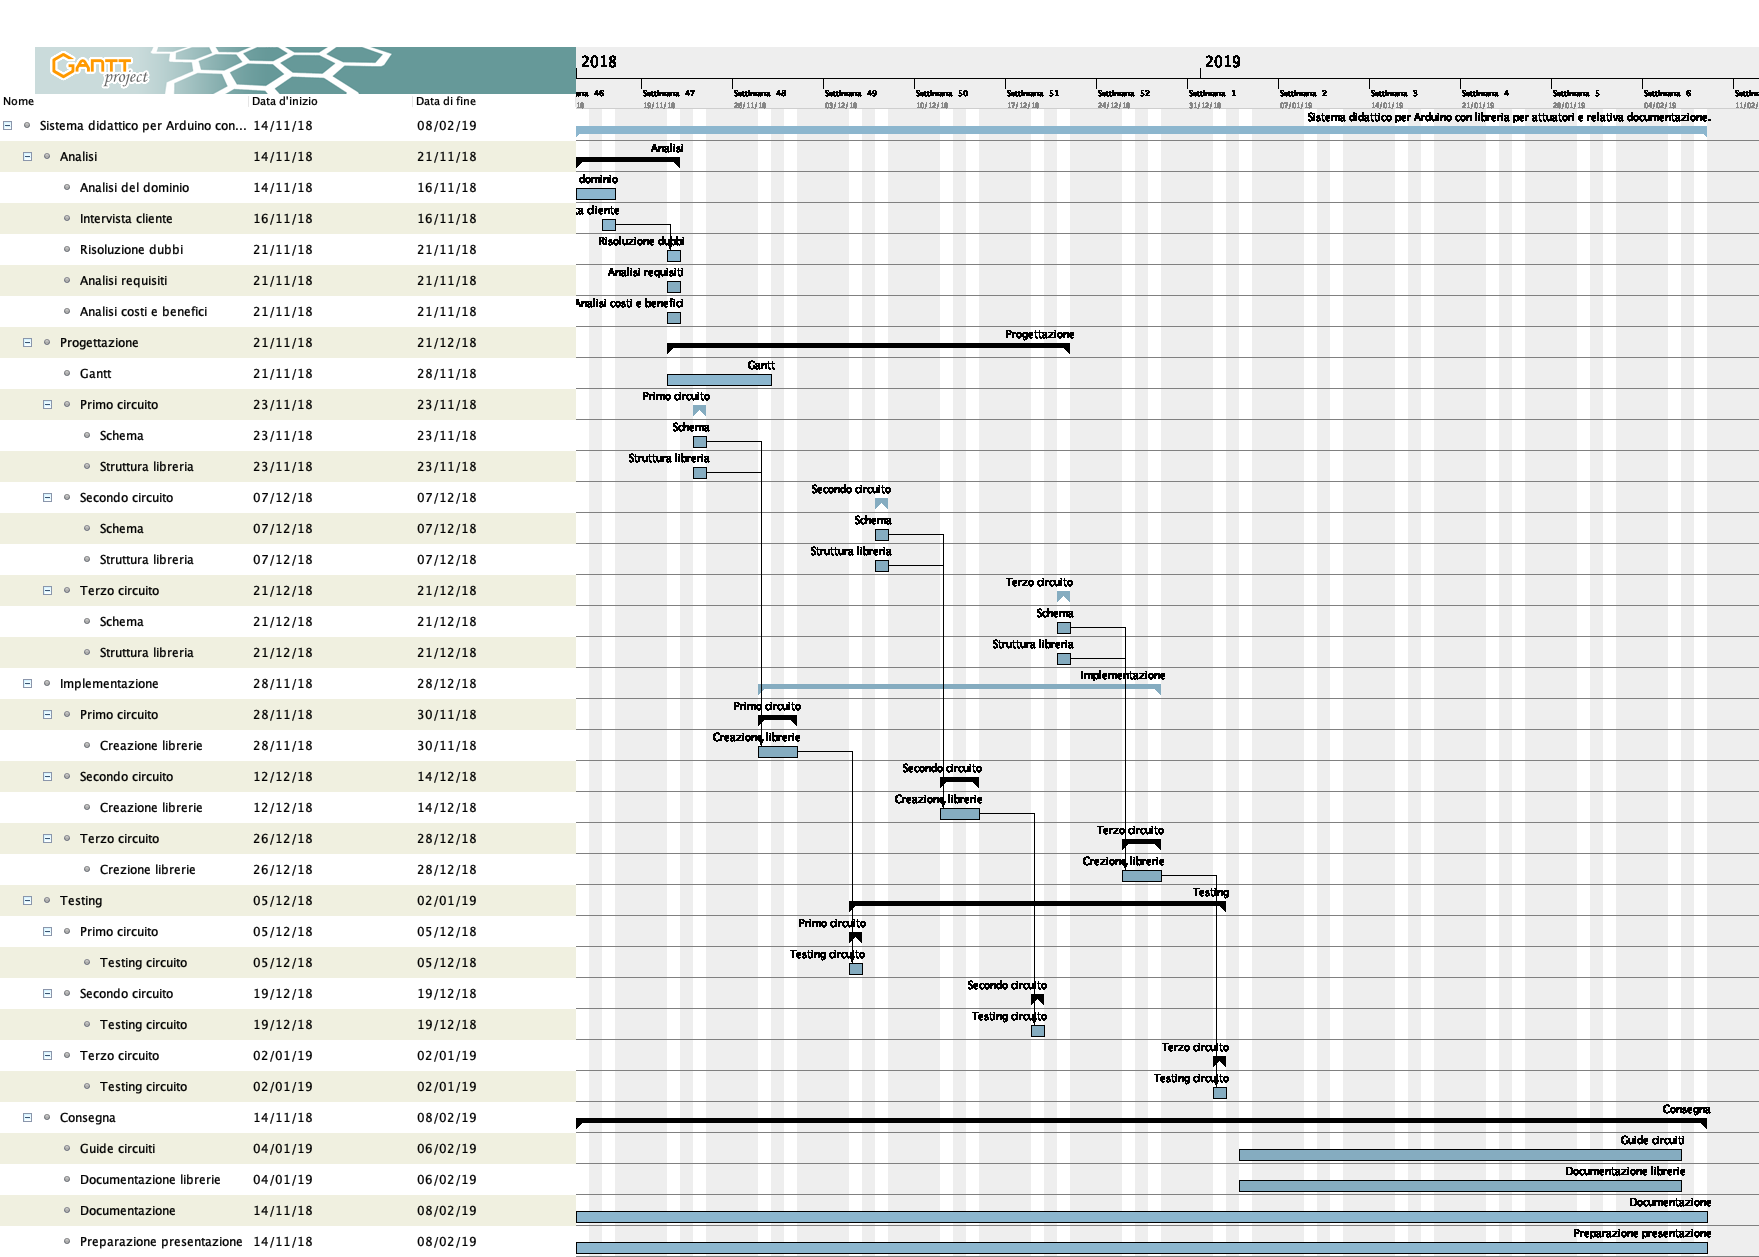 GANTT project
2018 2019
Nome Data d'inizio Data di fine
46 Settimana 47 Settimana 48 Settimana 49 Settimana 50 Settimana 51 Settimana 52 Settimana 1 Settimana 2 Settimana 3 Settimana 4 Settimana 5 Settimana 6
18 19/11/18 26/11/18 03/12/18 10/12/18 17/12/18 24/12/18 31/12/18 07/01/19 14/01/19 21/01/19 28/01/19 04/02/19 11/02/
Sistema didattico per Arduino con... 14/11/18 08/02/19 Sistema didattico per Arduino con libreria per attuatori e relativa documentazione.
Analisi 14/11/18 21/11/18 Analisi
Analisi del dominio 14/11/18 16/11/18 dominio
Intervista cliente 16/11/18 16/11/18 ta cliente
Risoluzione dubbi 21/11/18 21/11/18 Risoluzione dubbi
Analisi requisiti 21/11/18 21/11/18 Analisi requisiti
Analisi costi e benefici 21/11/18 21/11/18 Analisi costi e benefici
Progettazione 21/11/18 21/12/18 Progettazione
Gantt 21/11/18 28/11/18 Gantt
Primo circuito 23/11/18 23/11/18 Primo circuito
Schema 23/11/18 23/11/18 Schema
Struttura libreria 23/11/18 23/11/18 Struttura libreria
Secondo circuito 07/12/18 07/12/18 Secondo circuito
Schema 07/12/18 07/12/18 Schema
Struttura libreria 07/12/18 07/12/18 Struttura libreria
Terzo circuito 21/12/18 21/12/18 Terzo circuito
Schema 21/12/18 21/12/18 Schema
Struttura libreria 21/12/18 21/12/18 Struttura libreria
Implementazione 28/11/18 28/12/18 Implementazione
Primo circuito 28/11/18 30/11/18 Primo circuito
Creazione librerie 28/11/18 30/11/18 Creazione librerie
Secondo circuito 12/12/18 14/12/18 Secondo circuito
Creazione librerie 12/12/18 14/12/18 Creazione librerie
Terzo circuito 26/12/18 28/12/18 Terzo circuito
Crezione librerie 26/12/18 28/12/18 Crezione librerie
Testing 05/12/18 02/01/19 Testing
Primo circuito 05/12/18 05/12/18 Primo circuito
Testing circuito 05/12/18 05/12/18 Testing circuito
Secondo circuito 19/12/18 19/12/18 Secondo circuito
Testing circuito 19/12/18 19/12/18 Testing circuito
Terzo circuito 02/01/19 02/01/19 Terzo circuito
Testing circuito 02/01/19 02/01/19 Testing circuito
Consegna 14/11/18 08/02/19 Consegna
Guide circuiti 04/01/19 06/02/19 Guide circuiti
Documentazione librerie 04/01/19 06/02/19 Documentazione librerie
Documentazione 14/11/18 08/02/19 Documentazione
Preparazione presentazione 14/11/18 08/02/19 Preparazione presentazione